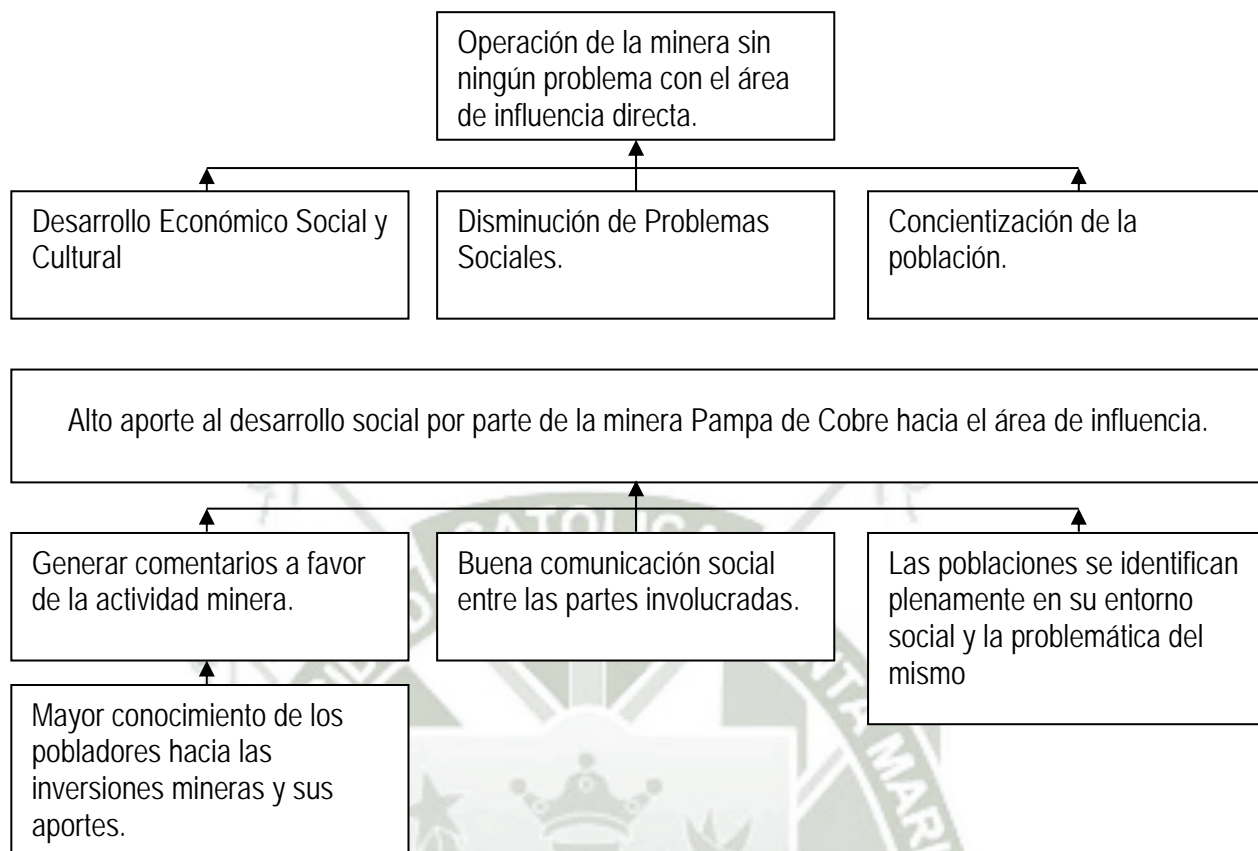 Operación de la minera sin
ningún problema con el área
de influencia directa.
Desarrollo Económico Social y
Cultural
Disminución de Problemas
Sociales.
Concientización de la
población.
Alto aporte al desarrollo social por parte de la minera Pampa de Cobre hacia el área de influencia.
Generar comentarios a favor
de la actividad minera.
Buena comunicación social
entre las partes involucradas.
Las poblaciones se identifican
plenamente en su entorno
social y la problemática del
mismo
Mayor conocimiento de los
pobladores hacia las
inversiones mineras y sus
aportes.